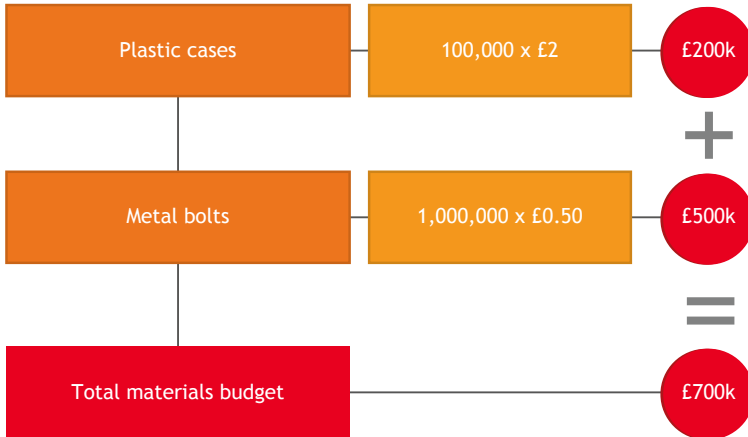 Plastic cases
100,000 x £2
£200k
+
Metal bolts
1,000,000 x £0.50
£500k
=
Total materials budget
£700k